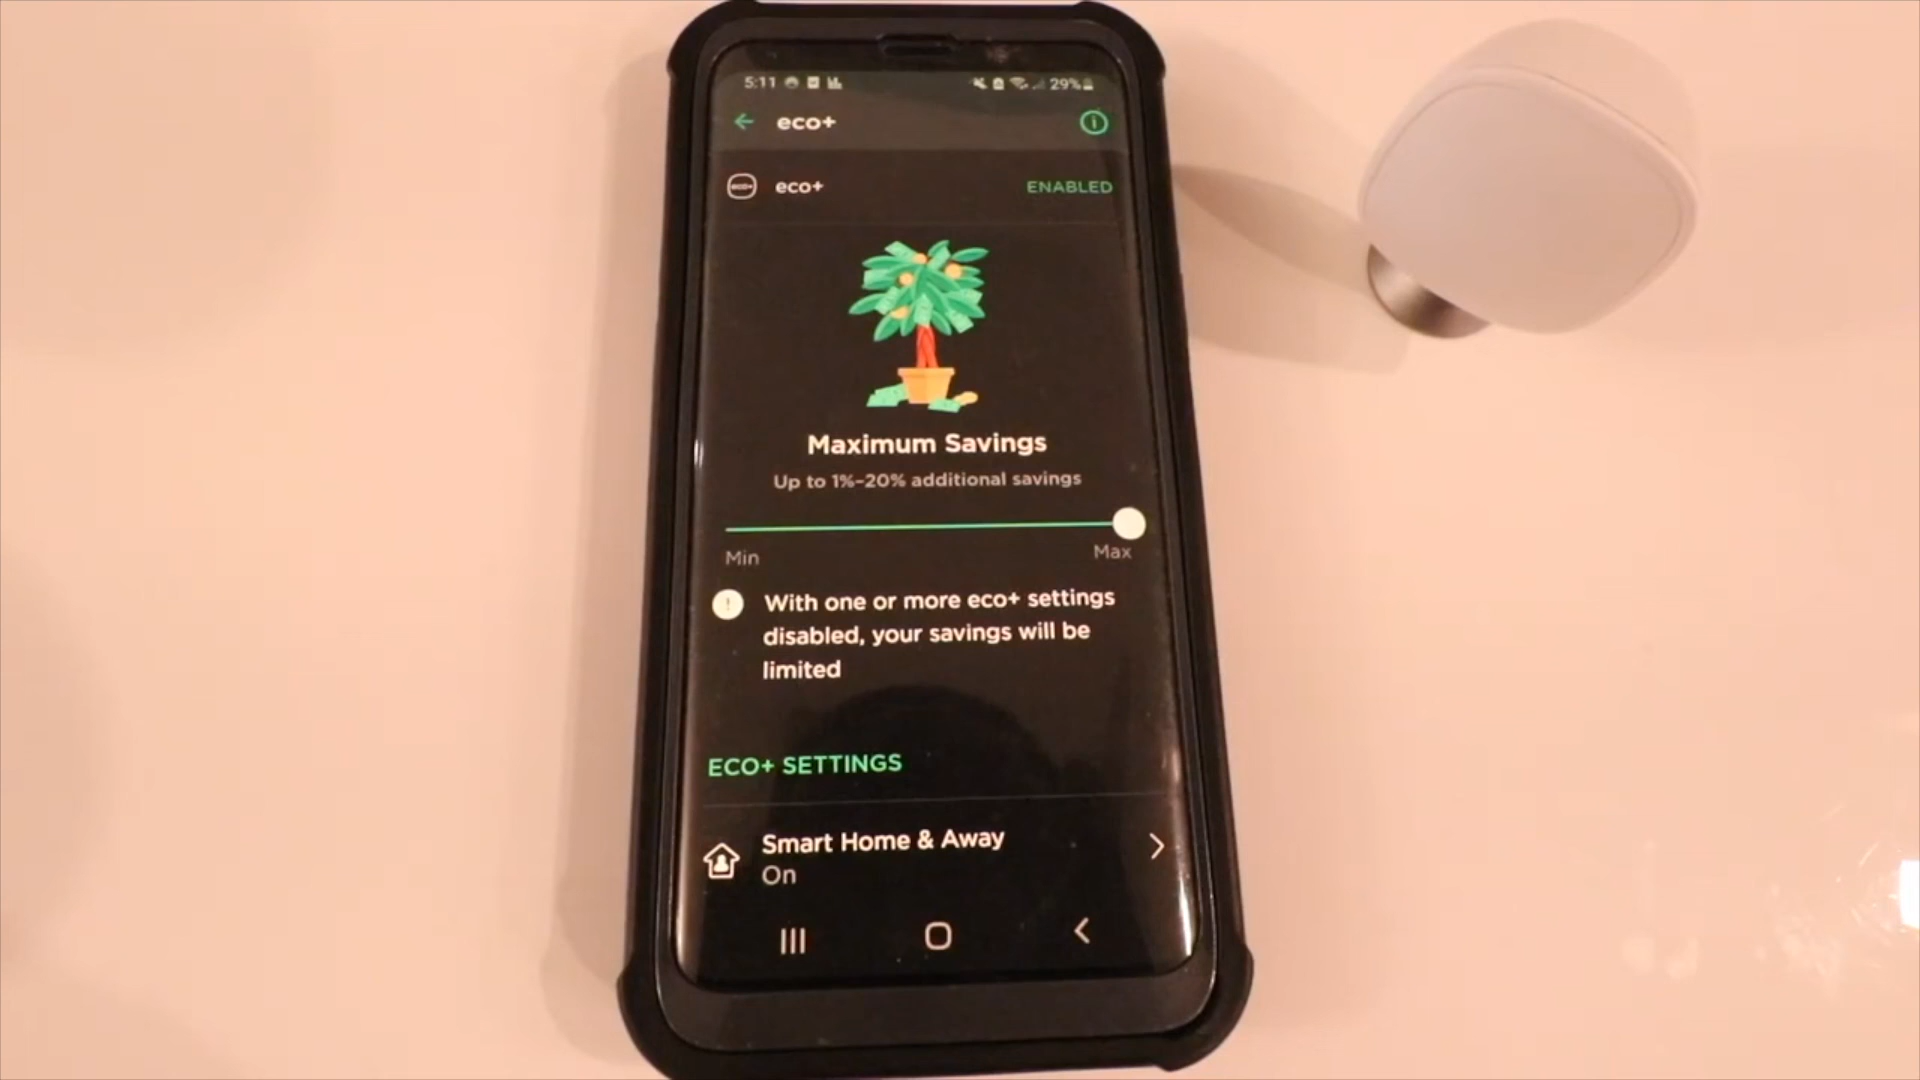 5:11 29%
eco+
eco+ eco+ ENABLED
Maximum Savings
Up to 1%-20% additional savings
Min Max
! With one or more eco+ settings
disabled, your savings will be
limited
ECO+ SETTINGS
Smart Home & Away
On